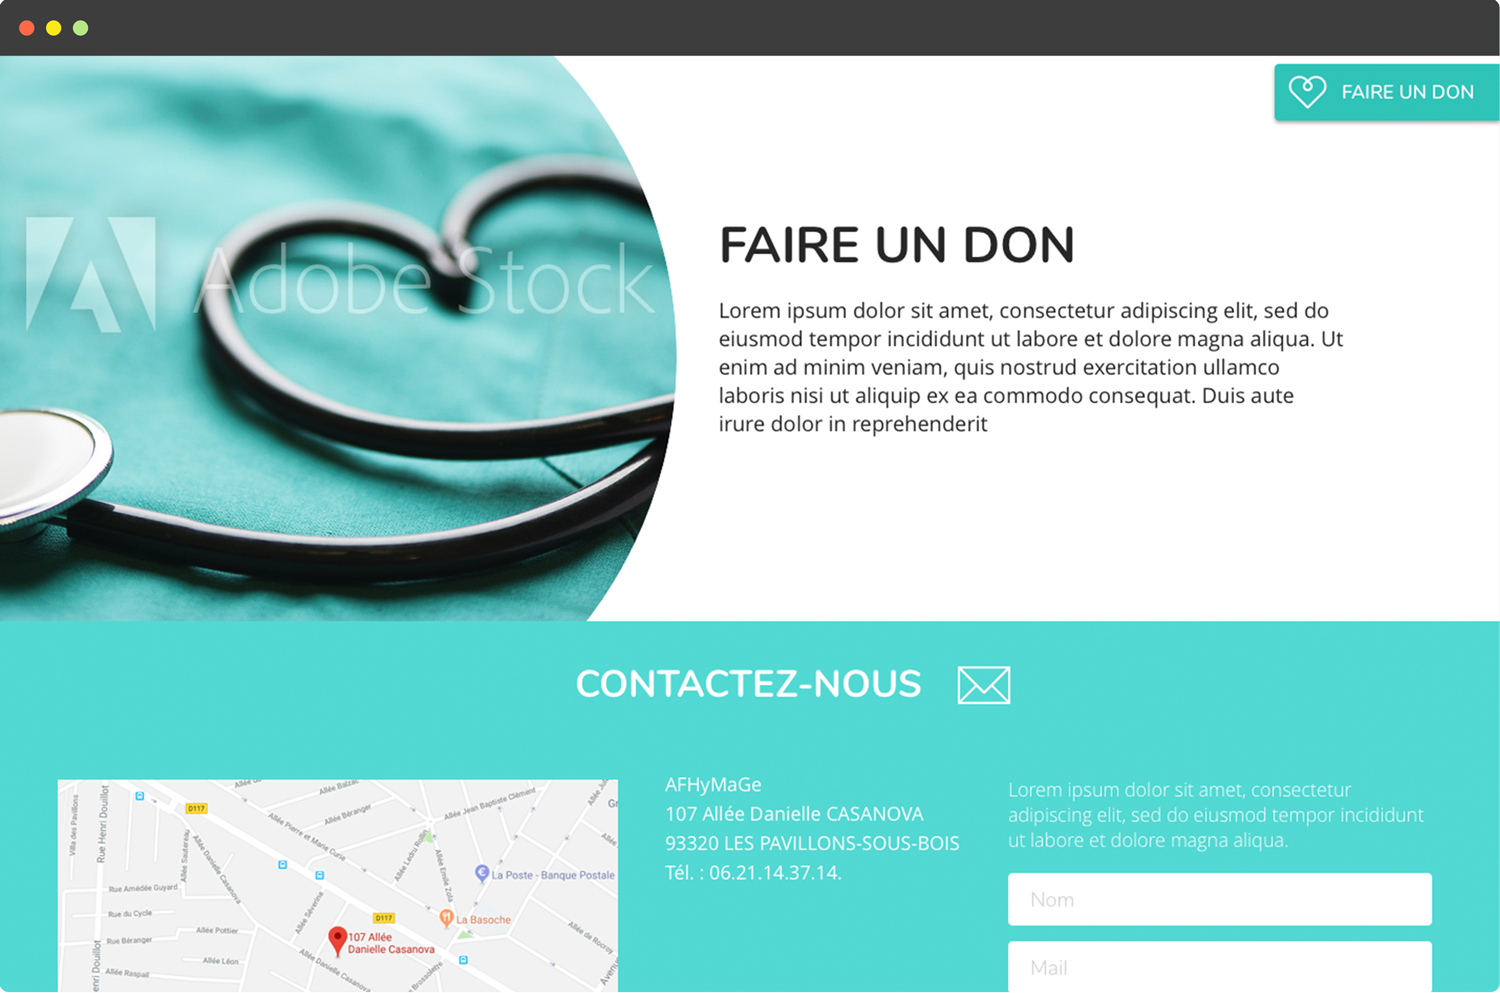 FAIRE UN DON
Adobe Stock
FAIRE UN DON
Lorem ipsum dolor sit amet, consectetur adipiscing elit, sed do
eiusmod tempor incididunt ut labore et dolore magna aliqua. Ut
enim ad minim veniam, quis nostrud exercitation ullamco
laboris nisi ut aliquip ex ea commodo consequat. Duis aute
irure dolor in reprehenderit
CONTACTEZ-NOUS
Villa des Pavillons
Rue Henri Douillot
D117
Allée Balzac
Allée Béranger
Allée Jean Baptiste Clément
Allée Pierre et Marie Curie
Allée Sautereau
Allée Danielle Casanova
Allée Ledru Rollin
Allée Emile Zola
La Poste - Banque Postale
Rue Amédée Guyard
Rue du Cycle
Allée Séverine
D117
La Basoche
Rue Béranger
Allée Pottier
107 Allée
Danielle Casanova
Allée de Rocroy
Allée Raspail
Allée Léon
Allée Danielle Casanova
Henri Douillot
AFHyMaGe
107 Allée Danielle CASANOVA
93320 LES PAVILLONS-SOUS-BOIS
Tél. : 06.21.14.37.14.
Lorem ipsum dolor sit amet, consectetur
adipiscing elit, sed do eiusmod tempor incididunt
ut labore et dolore magna aliqua.
Nom
Mail